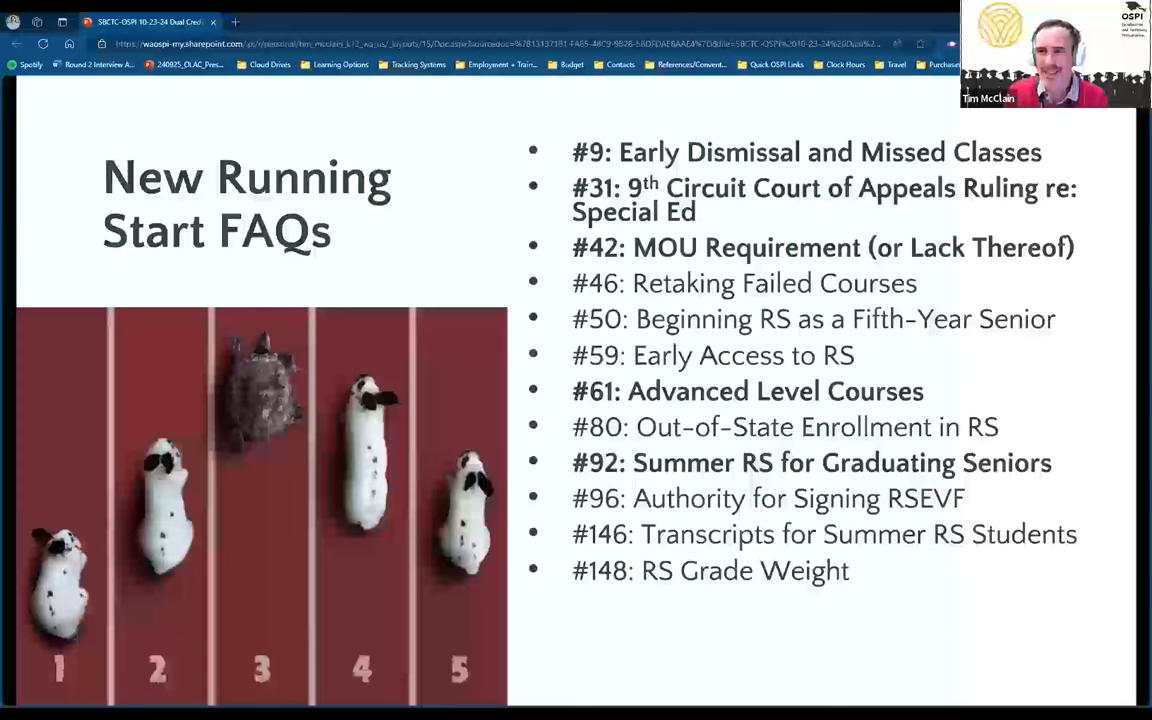 SBCTC-OSPI 10-23-24 Dual Cred
Spotify
Round 2 Interview A...
240925_OLAC_Pres...
Cloud Drives
Learning Options
Tracking Systems
Employment + Train...
Budget
Contacts
References/Convent...
Quick OSPI Links
Clock Hours
Travel
Purchasin
OSPI
Tim McClain
New Running
Start FAQs
• #9: Early Dismissal and Missed Classes
• #31: 9th Circuit Court of Appeals Ruling re:
Special Ed
• #42: MOU Requirement (or Lack Thereof)
• #46: Retaking Failed Courses
• #50: Beginning RS as a Fifth-Year Senior
• #59: Early Access to RS
• #61: Advanced Level Courses
• #80: Out-of-State Enrollment in RS
• #92: Summer RS for Graduating Seniors
• #96: Authority for Signing RSEVF
• #146: Transcripts for Summer RS Students
• #148: RS Grade Weight
1 2 3 4 5